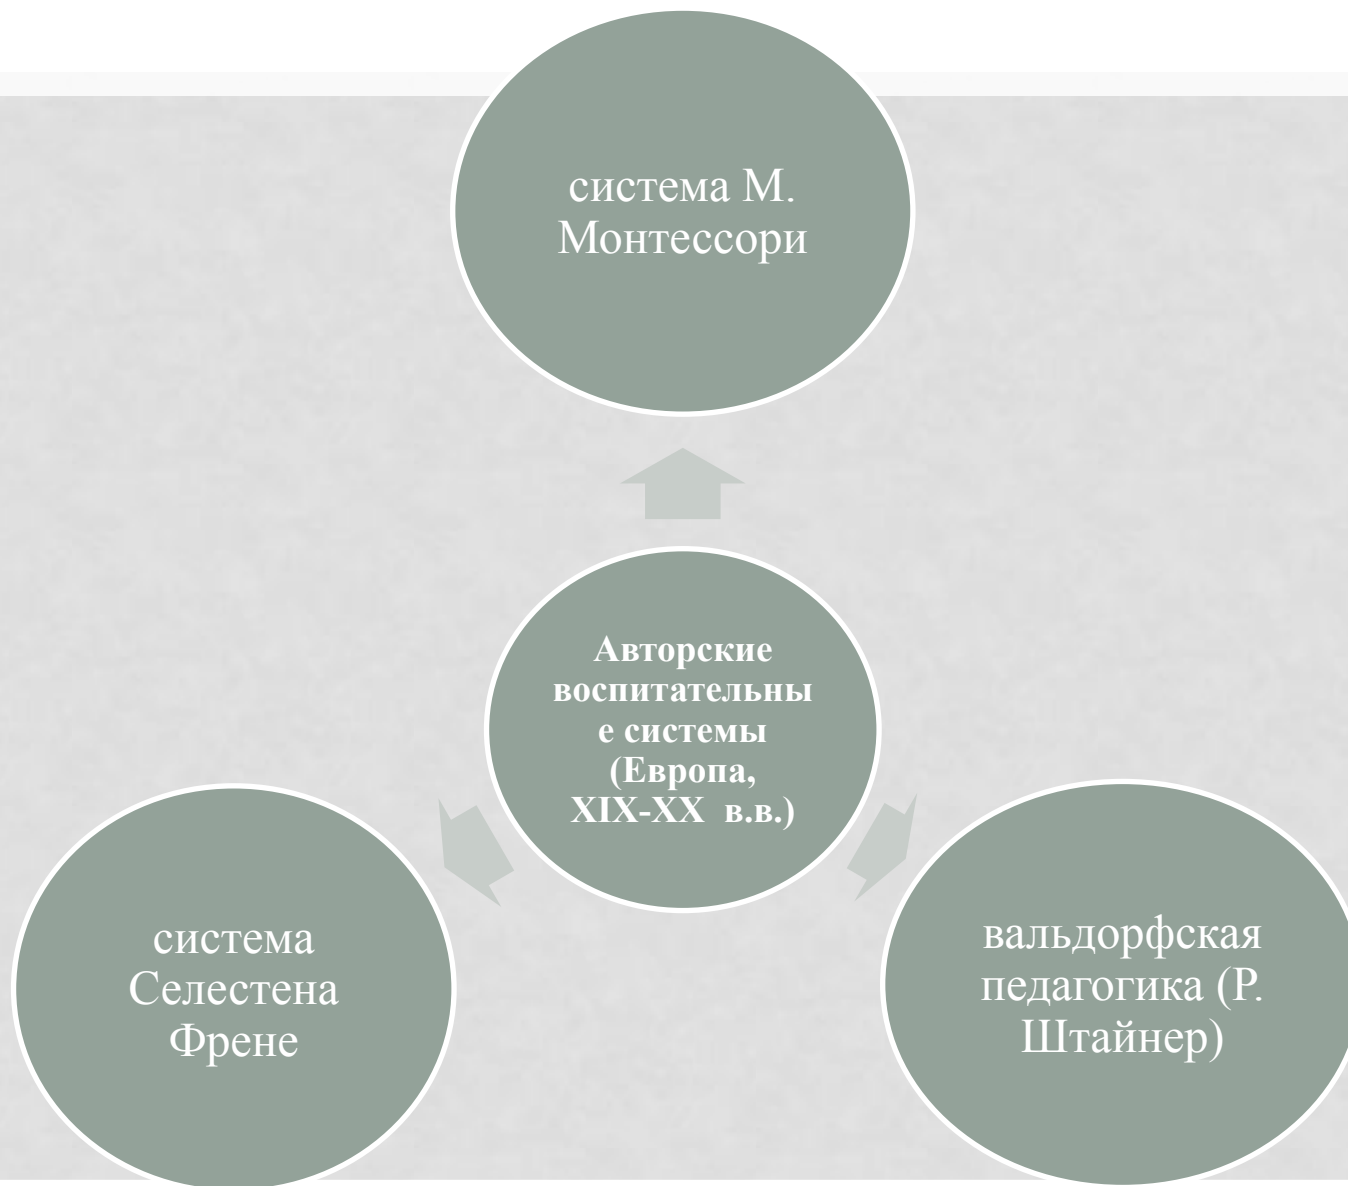 система М.
Монтессори
Авторские
воспитательны
е системы
(Европа,
XIX-XX в.в.)
система
Селестена
Френе
вальдорфская
педагогика (Р.
Штайнер)